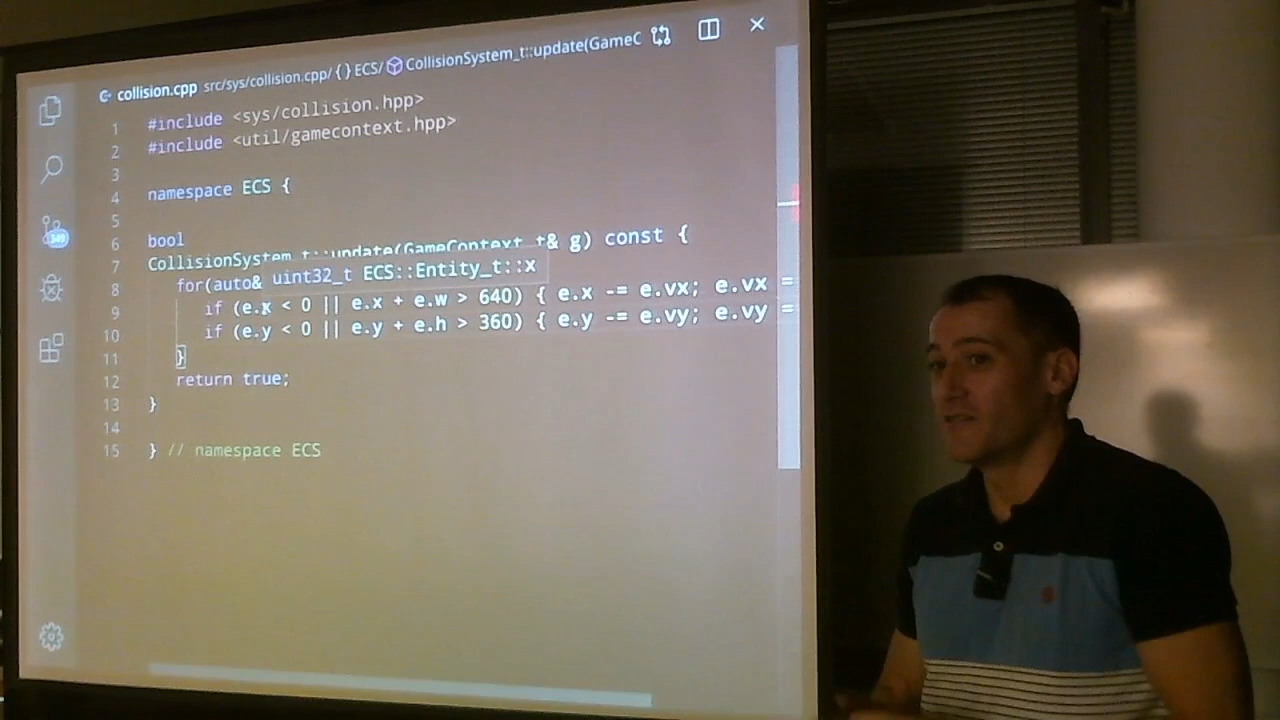 collision.cpp src/sys/collision.cpp/ {} ECS/ CollisionSystem_t::update(GameC
1 #include <sys/collision.hpp>
2 #include <util/gamecontext.hpp>
3
4 namespace ECS {
5
6 bool
7 CollisionSystem_t::update(GameContext_t& g) const {
uint32_t ECS::Entity_t::x
8 for(auto&
9 if (e.x < 0 || e.x + e.w > 640) { e.x -= e.vx; e.vx =
10 if (e.y < 0 || e.y + e.h > 360) { e.y -= e.vy; e.vy =
11 }
12 return true;
13 }
14
15 } // namespace ECS